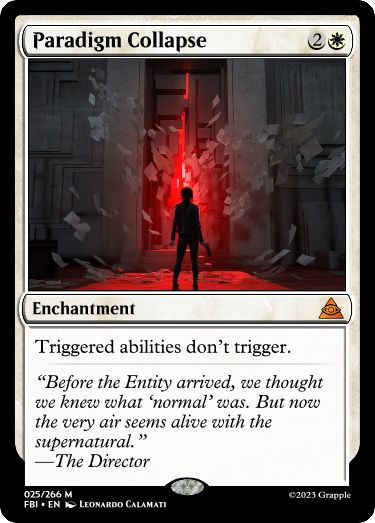 Paradigm Collapse 2
Enchantment
Triggered abilities don’t trigger.
“Before the Entity arrived, we thought
we knew what ‘normal’ was. But now
the very air seems alive with the
supernatural.”
—The Director
025/266 M
FBI • EN Leonardo Calamati
©2023 Grapple